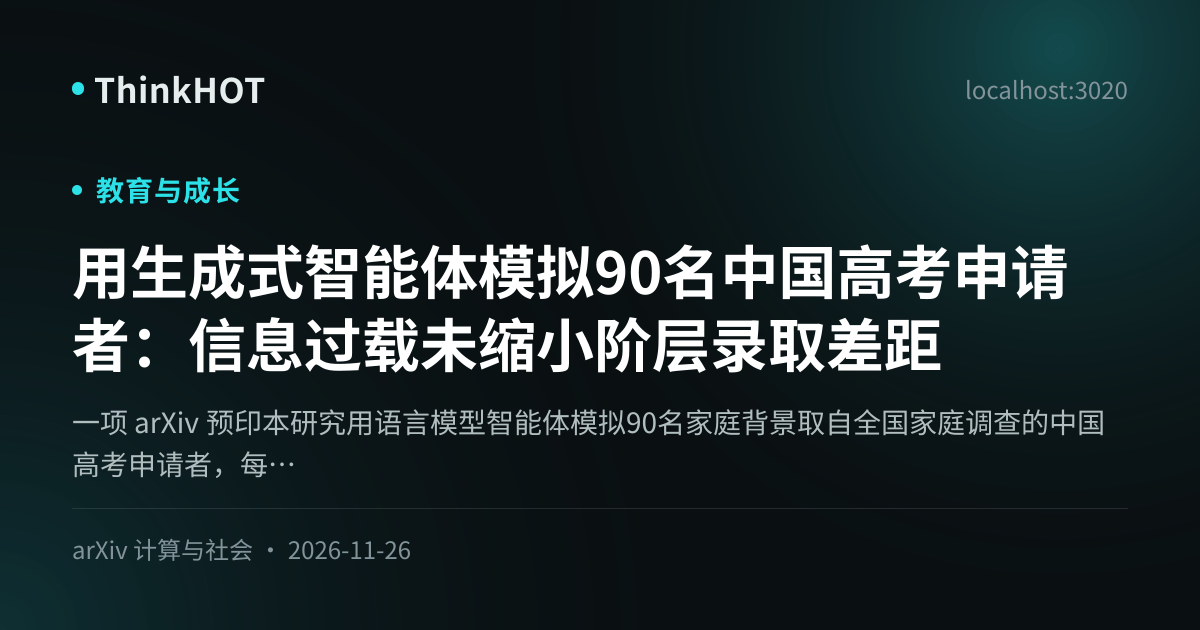 ThinkHOT
localhost:3020
教育与成长
用生成式智能体模拟90名中国高考申请
者：信息过载未缩小阶层录取差距
一项 arXiv 预印本研究用语言模型智能体模拟90名家庭背景取自全国家庭调查的中国
高考申请者，每…
arXiv 计算与社会 · 2026-11-26